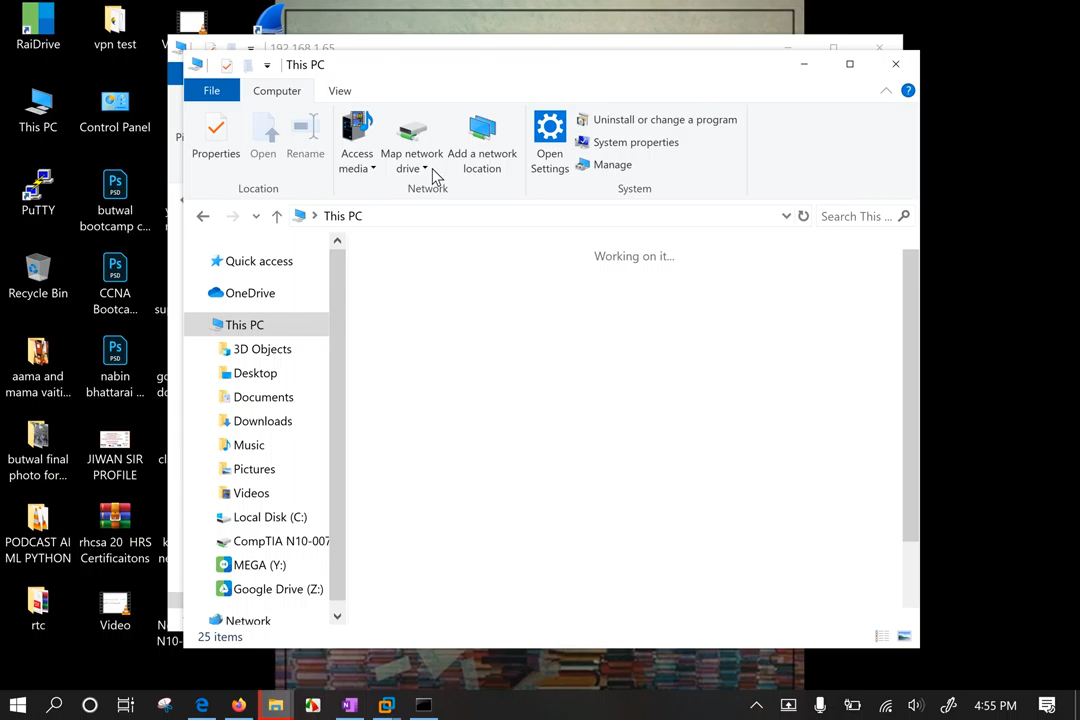 RaiDrive
vpn test
192.168.1.65
This PC
File
Computer
View
This PC
Control Panel
Properties
Open
Rename
Access
media
Map network
drive
Add a network
location
Open
Settings
Uninstall or change a program
System properties
Manage
Location
Network
System
PuTTY
butwal
bootcamp c...
This PC
Search This ...
Working on it...
Quick access
OneDrive
This PC
3D Objects
Desktop
Documents
Downloads
Music
Pictures
Videos
Local Disk (C:)
CompTIA N10-007
MEGA (Y:)
Google Drive (Z:)
Network
25 items
Recycle Bin
CCNA
Bootca...
aama and
mama vaiti...
nabin
bhattarai ...
butwal final
photo for...
JIWAN SIR
PROFILE
PODCAST AI
ML PYTHON
rhcsa 20 HRS
Certificaitons
rtc
Video
N10-
4:55 PM